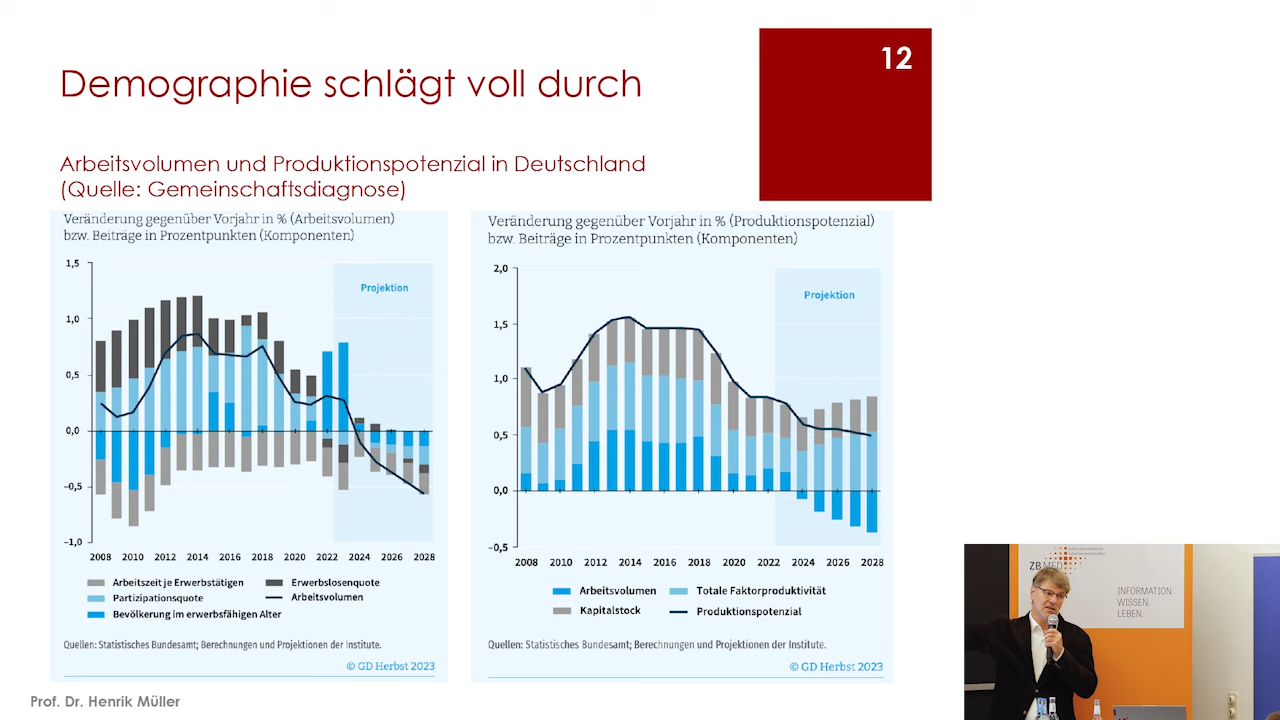 12
Demographie schlägt voll durch
Arbeitsvolumen und Produktionspotenzial in Deutschland
(Quelle: Gemeinschaftsdiagnose)
Veränderung gegenüber Vorjahr in % (Arbeitsvolumen)
bzw. Beiträge in Prozentpunkten (Komponenten)
1,5
1,0
0,5
0,0
−0,5
−1,0
Projektion
2008 2010 2012 2014 2016 2018 2020 2022 2024 2026 2028
Arbeitszeit je Erwerbstätigen
Erwerbslosenquote
Partizipationsquote
Arbeitsvolumen
Bevölkerung im erwerbsfähigen Alter
Quellen: Statistisches Bundesamt; Berechnungen und Projektionen der Institute.
© GD Herbst 2023
Veränderung gegenüber Vorjahr in % (Produktionspotenzial)
bzw. Beiträge in Prozentpunkten (Komponenten)
2,0
1,5
1,0
0,5
0,0
−0,5
Projektion
2008 2010 2012 2014 2016 2018 2020 2022 2024 2026 2028
Arbeitsvolumen
Totale Faktorproduktivität
Kapitalstock
Produktionspotenzial
Quellen: Statistisches Bundesamt; Berechnungen und Projektionen der Institute.
© GD Herbst 2023
Prof. Dr. Henrik Müller
ZB MED
INFORMATION.
WISSEN.
LEBEN.